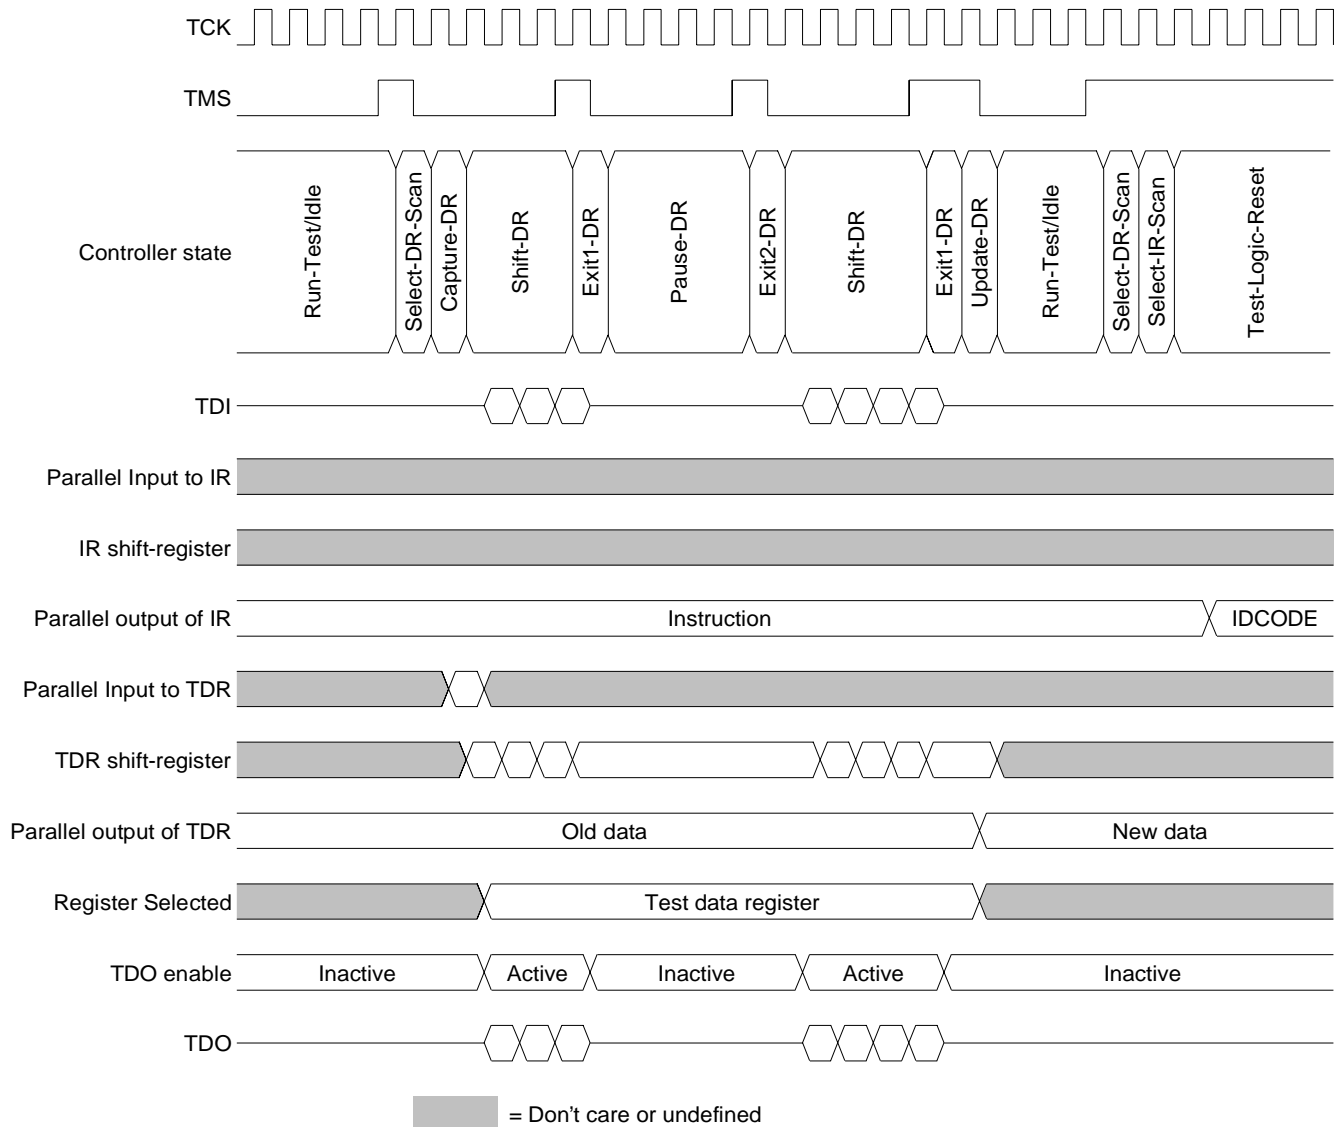 TCK
TMS
Controller state
Run-Test/Idle
Select-DR-Scan
Capture-DR
Shift-DR
Exit1-DR
Pause-DR
Exit2-DR
Shift-DR
Exit1-DR
Update-DR
Run-Test/Idle
Select-DR-Scan
Select-IR-Scan
Test-Logic-Reset
TDI
Parallel Input to IR
IR shift-register
Parallel output of IR
Instruction
IDCODE
Parallel Input to TDR
TDR shift-register
Parallel output of TDR
Old data
New data
Register Selected
Test data register
TDO enable
Inactive
Active
Inactive
Active
Inactive
TDO
= Don't care or undefined